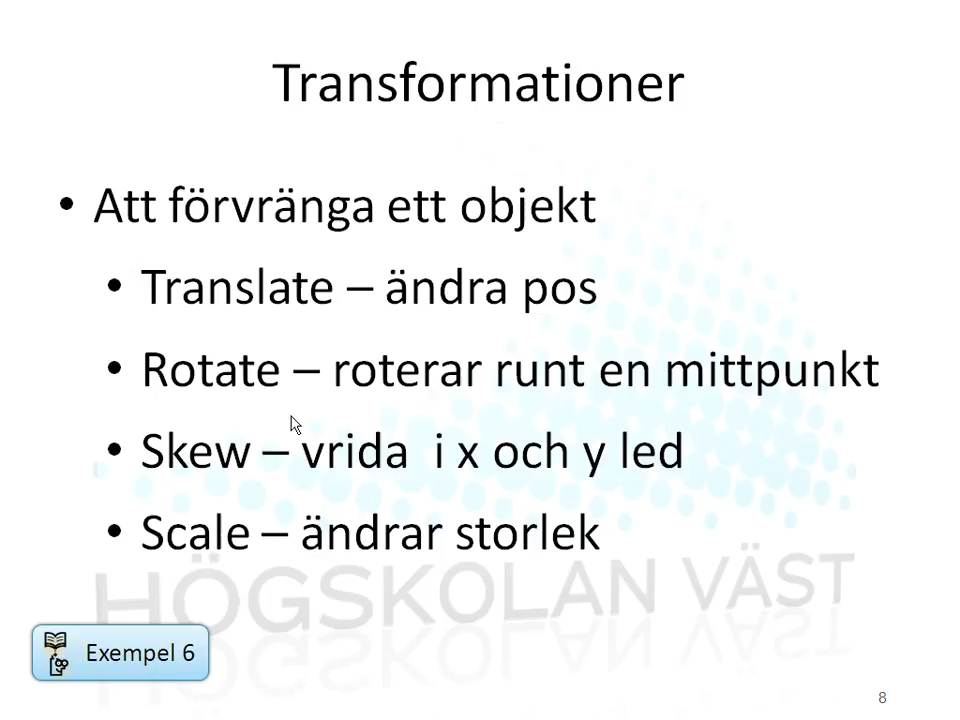 Transformationer
• Att förvränga ett objekt
• Translate – ändra pos
• Rotate – roterar runt en mittpunkt
• Skew – vrida  i x och y led
• Scale – ändrar storlek
HÖGSKOLAN VÄST
Exempel 6
8